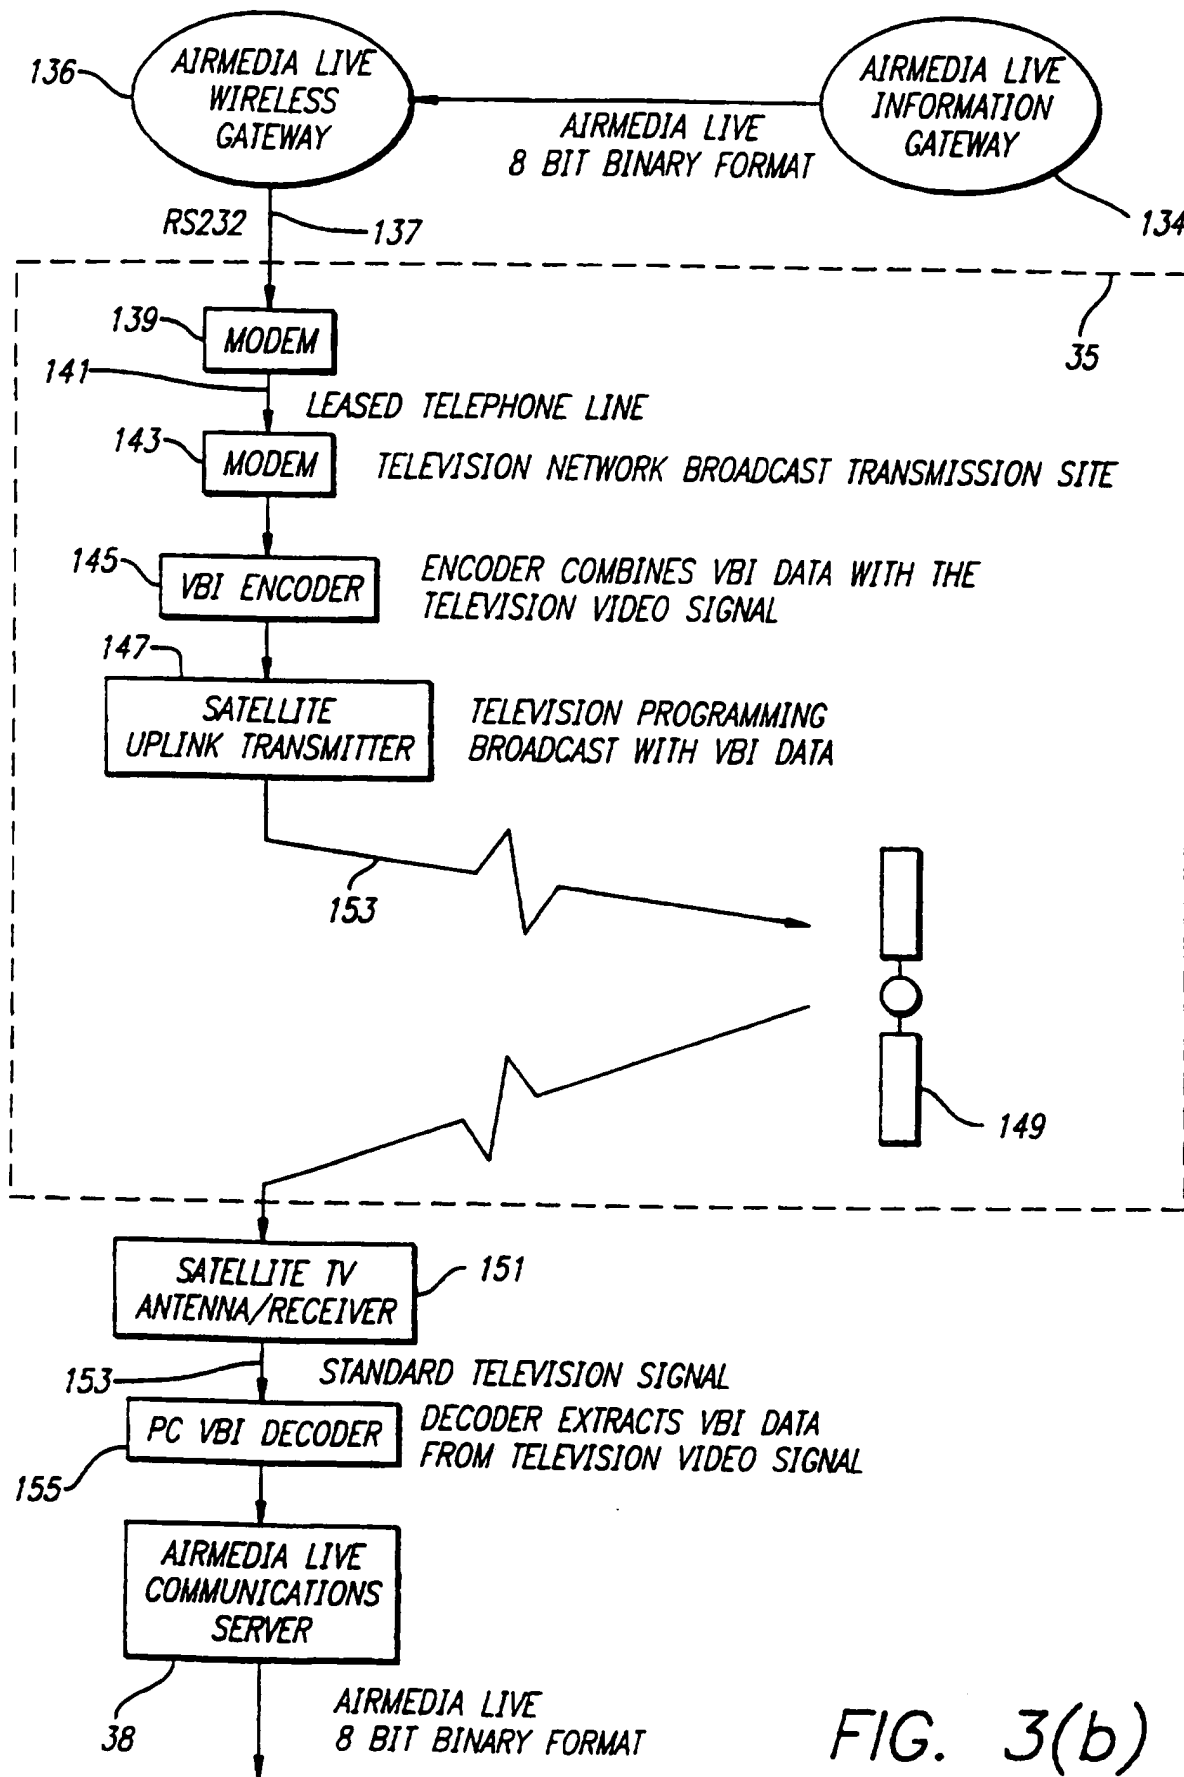 136
AIRMEDIA LIVE
WIRELESS
GATEWAY
AIRMEDIA LIVE
INFORMATION
GATEWAY
AIRMEDIA LIVE
8 BIT BINARY FORMAT
134
RS232
137
35
139
MODEM
141
LEASED TELEPHONE LINE
143
MODEM
TELEVISION NETWORK BROADCAST TRANSMISSION SITE
145
VBI ENCODER
ENCODER COMBINES VBI DATA WITH THE
TELEVISION VIDEO SIGNAL
147
SATELLITE
UPLINK TRANSMITTER
TELEVISION PROGRAMMING
BROADCAST WITH VBI DATA
153
149
SATELLITE TV
ANTENNA/RECEIVER
151
153
STANDARD TELEVISION SIGNAL
PC VBI DECODER
DECODER EXTRACTS VBI DATA
FROM TELEVISION VIDEO SIGNAL
155
AIRMEDIA LIVE
COMMUNICATIONS
SERVER
38
AIRMEDIA LIVE
8 BIT BINARY FORMAT
FIG. 3(b)